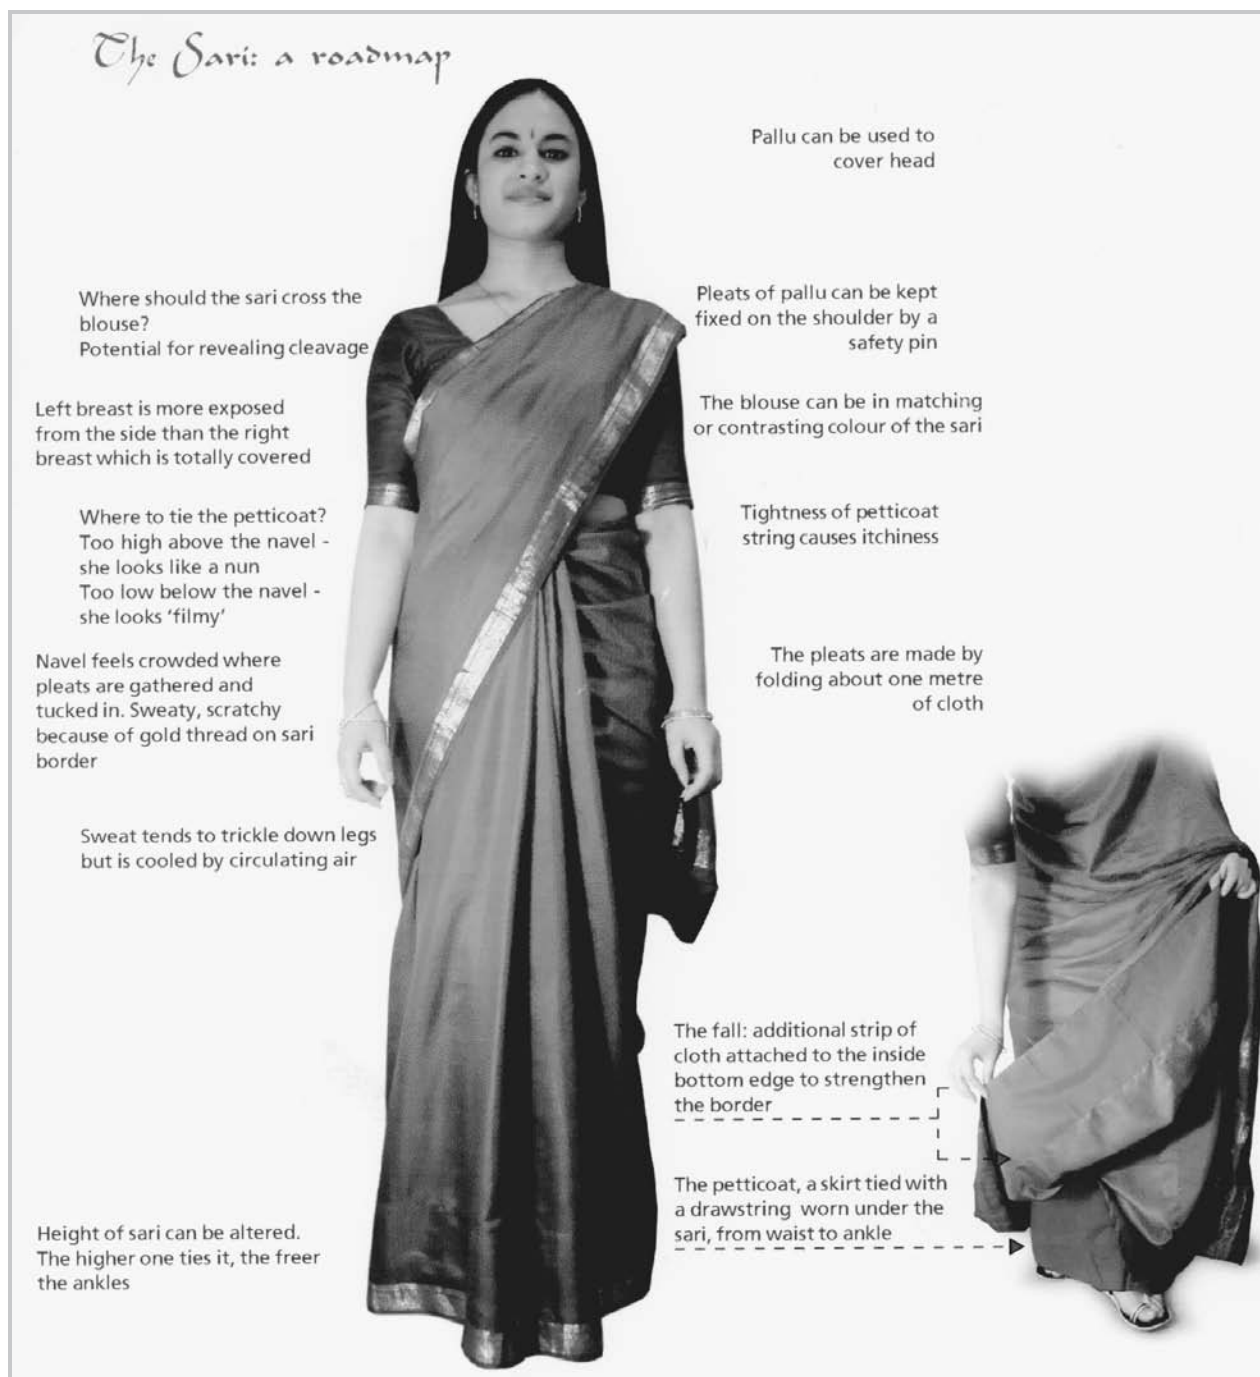 The Sari: a roadmap
Pallu can be used to
cover head
Where should the sari cross the
blouse?
Potential for revealing cleavage
Pleats of pallu can be kept
fixed on the shoulder by a
safety pin
Left breast is more exposed
from the side than the right
breast which is totally covered
The blouse can be in matching
or contrasting colour of the sari
Where to tie the petticoat?
Too high above the navel -
she looks like a nun
Too low below the navel -
she looks ‘filmy’
Tightness of petticoat
string causes itchiness
Navel feels crowded where
pleats are gathered and
tucked in. Sweaty, scratchy
because of gold thread on sari
border
The pleats are made by
folding about one metre
of cloth
Sweat tends to trickle down legs
but is cooled by circulating air
The fall: additional strip of
cloth attached to the inside
bottom edge to strengthen
the border
The petticoat, a skirt tied with
a drawstring worn under the
sari, from waist to ankle
Height of sari can be altered.
The higher one ties it, the freer
the ankles